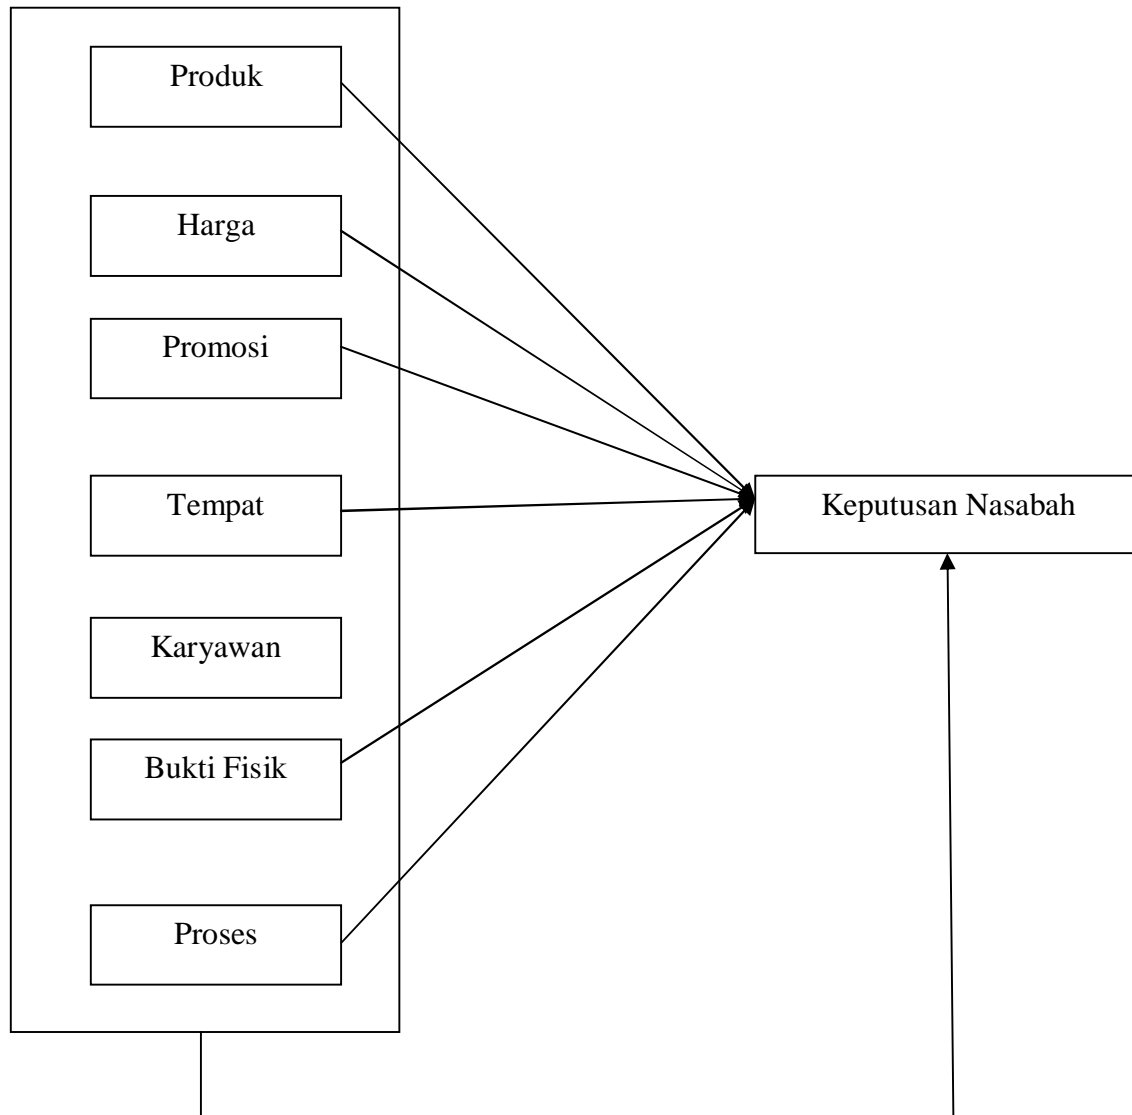 Produk
Harga
Promosi
Tempat
Keputusan Nasabah
Karyawan
Bukti Fisik
Proses